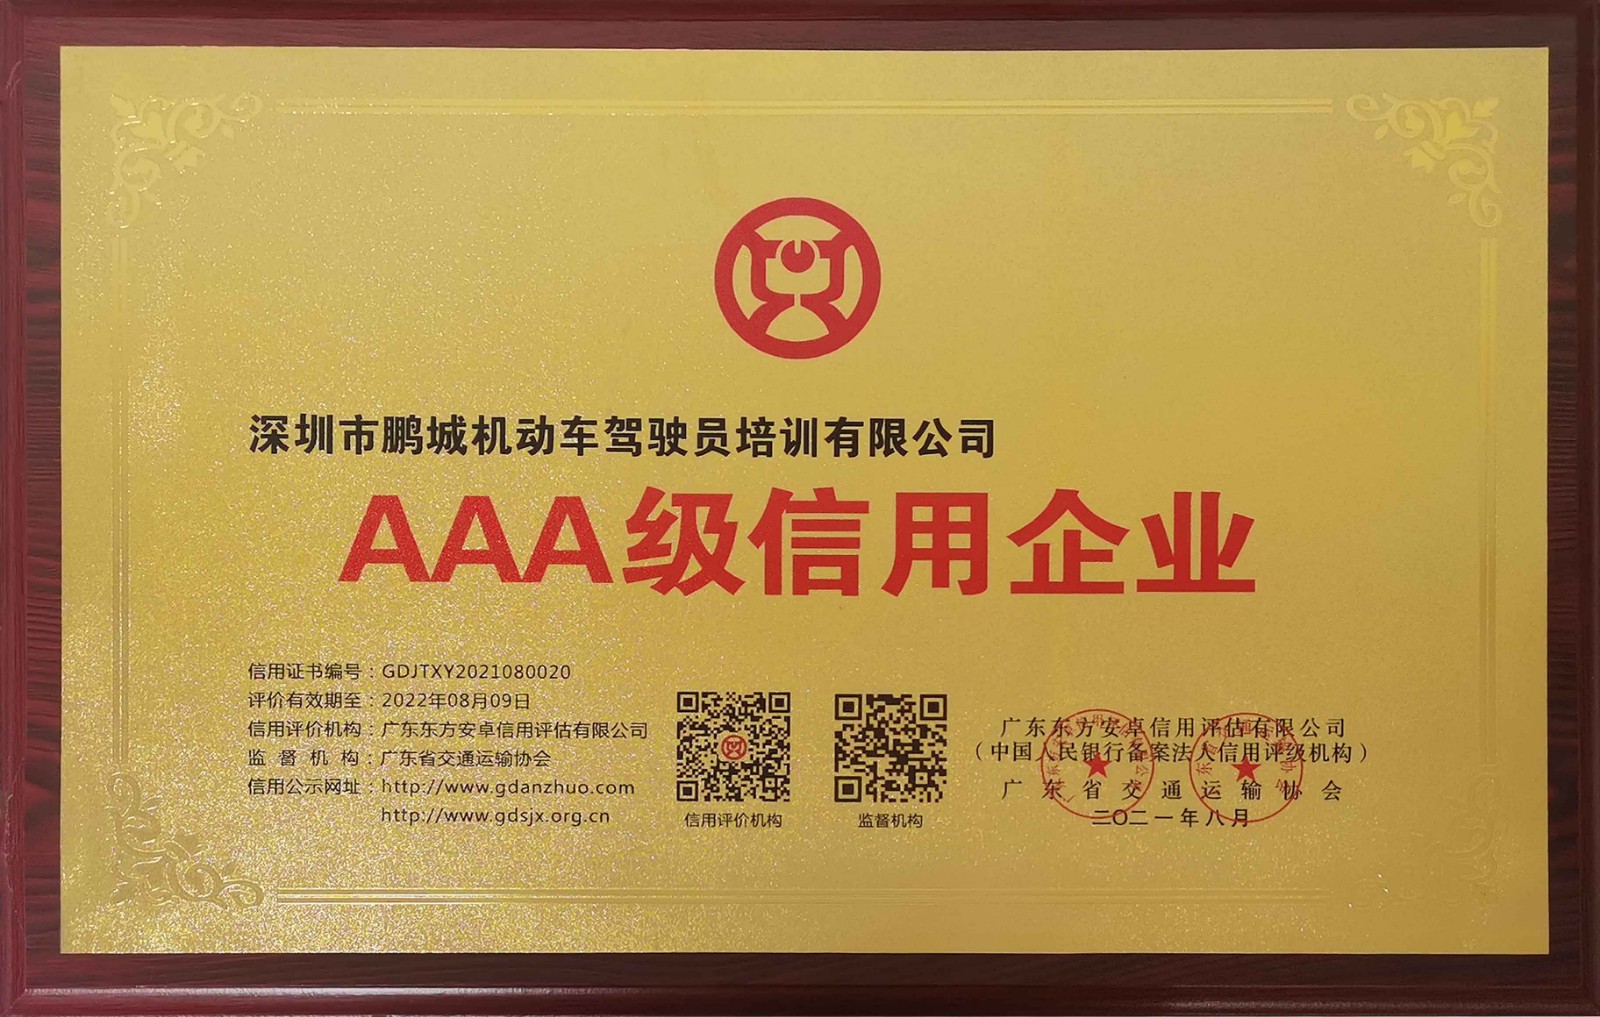 深圳市鹏城机动车驾驶员培训有限公司
AAA级信用企业
信用证书编号：GDJTXY2021080020
评价有效期至：2022年08月09日
信用评价机构：广东东方安卓信用评估有限公司
监督机构：广东省交通运输协会
信用公示网址：http://www.gdanzhuo.com
http://www.gdsjx.org.cn
信用评价机构
监督机构
广东东方安卓信用评估有限公司
（中国人民银行备案法人信用评级机构）
广东省交通运输协会
二〇二一年八月